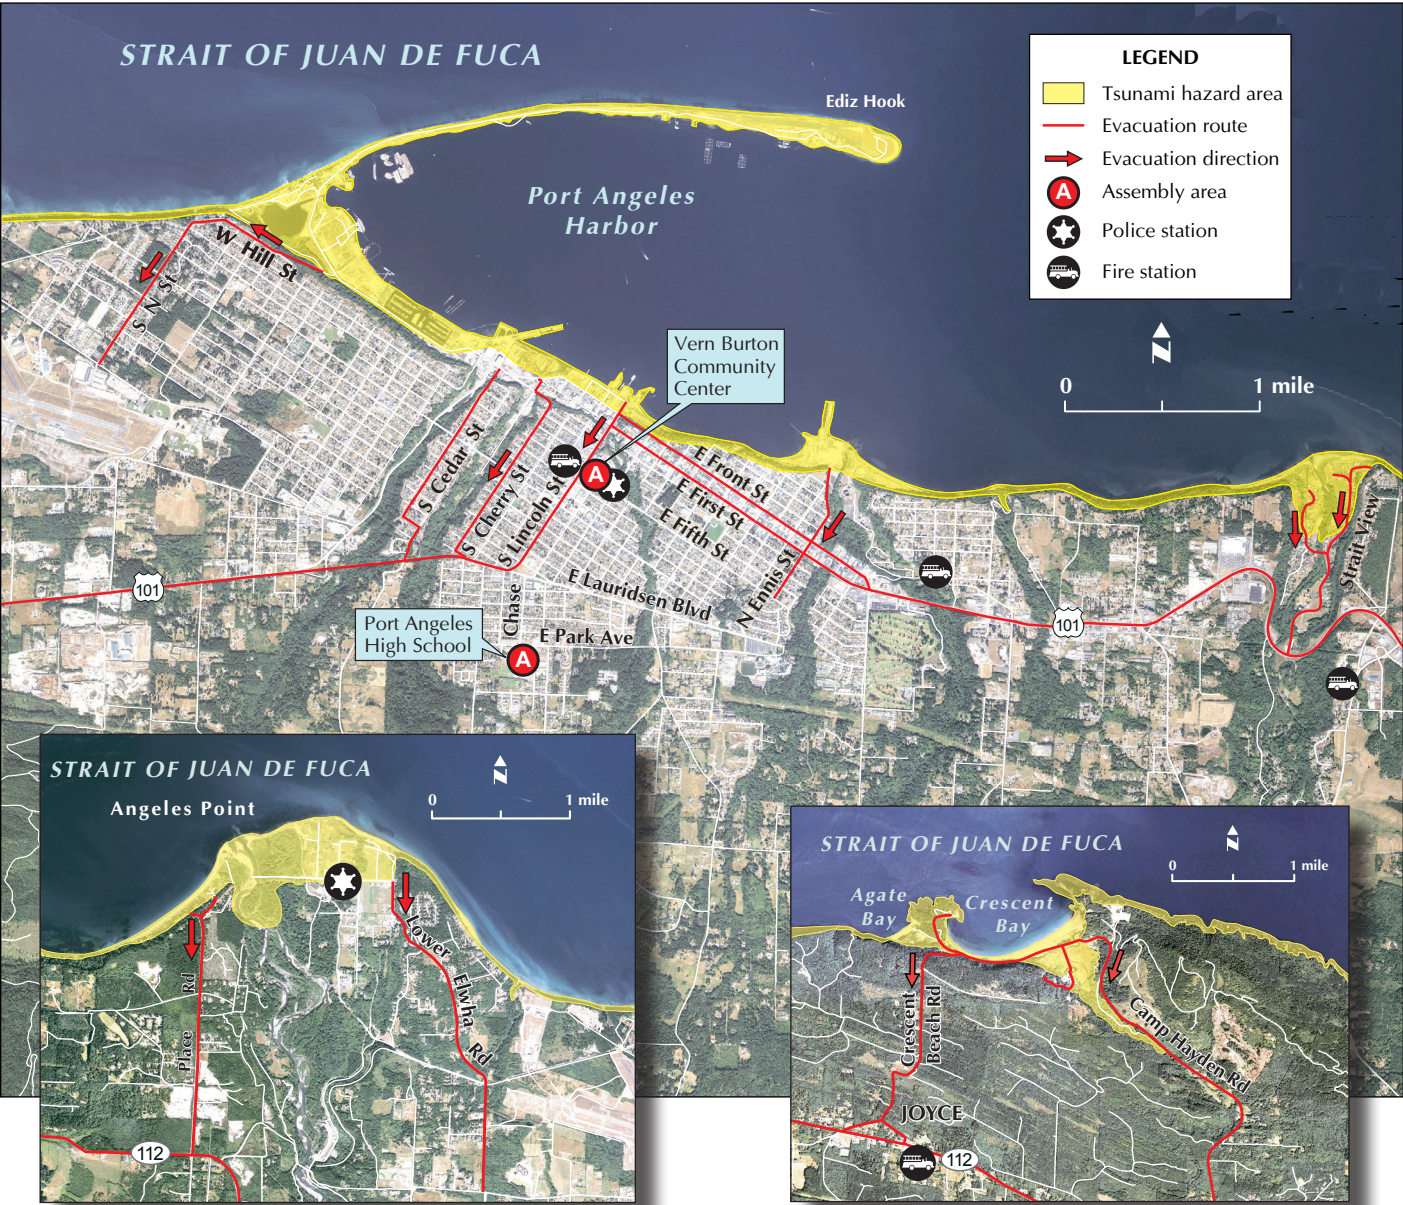 STRAIT OF JUAN DE FUCA
Ediz Hook
Port Angeles
Harbor
LEGEND
Tsunami hazard area
Evacuation route
Evacuation direction
A
Assembly area
Police station
Fire station
N
0
1 mile
W Hill St
S N St
Vern Burton
Community
Center
A
S Cedar St
S Cherry St
S Lincoln St
E Front St
E First St
E Fifth St
N Ennis St
E Lauridsen Blvd
Chase
E Park Ave
Strait View
101
101
Port Angeles
High School
A
STRAIT OF JUAN DE FUCA
Angeles Point
N
0
1 mile
Place Rd
Lower Elwha Rd
112
STRAIT OF JUAN DE FUCA
N
0
1 mile
Agate
Bay
Crescent
Bay
Crescent
Beach Rd
Camp Hayden Rd
JOYCE
112